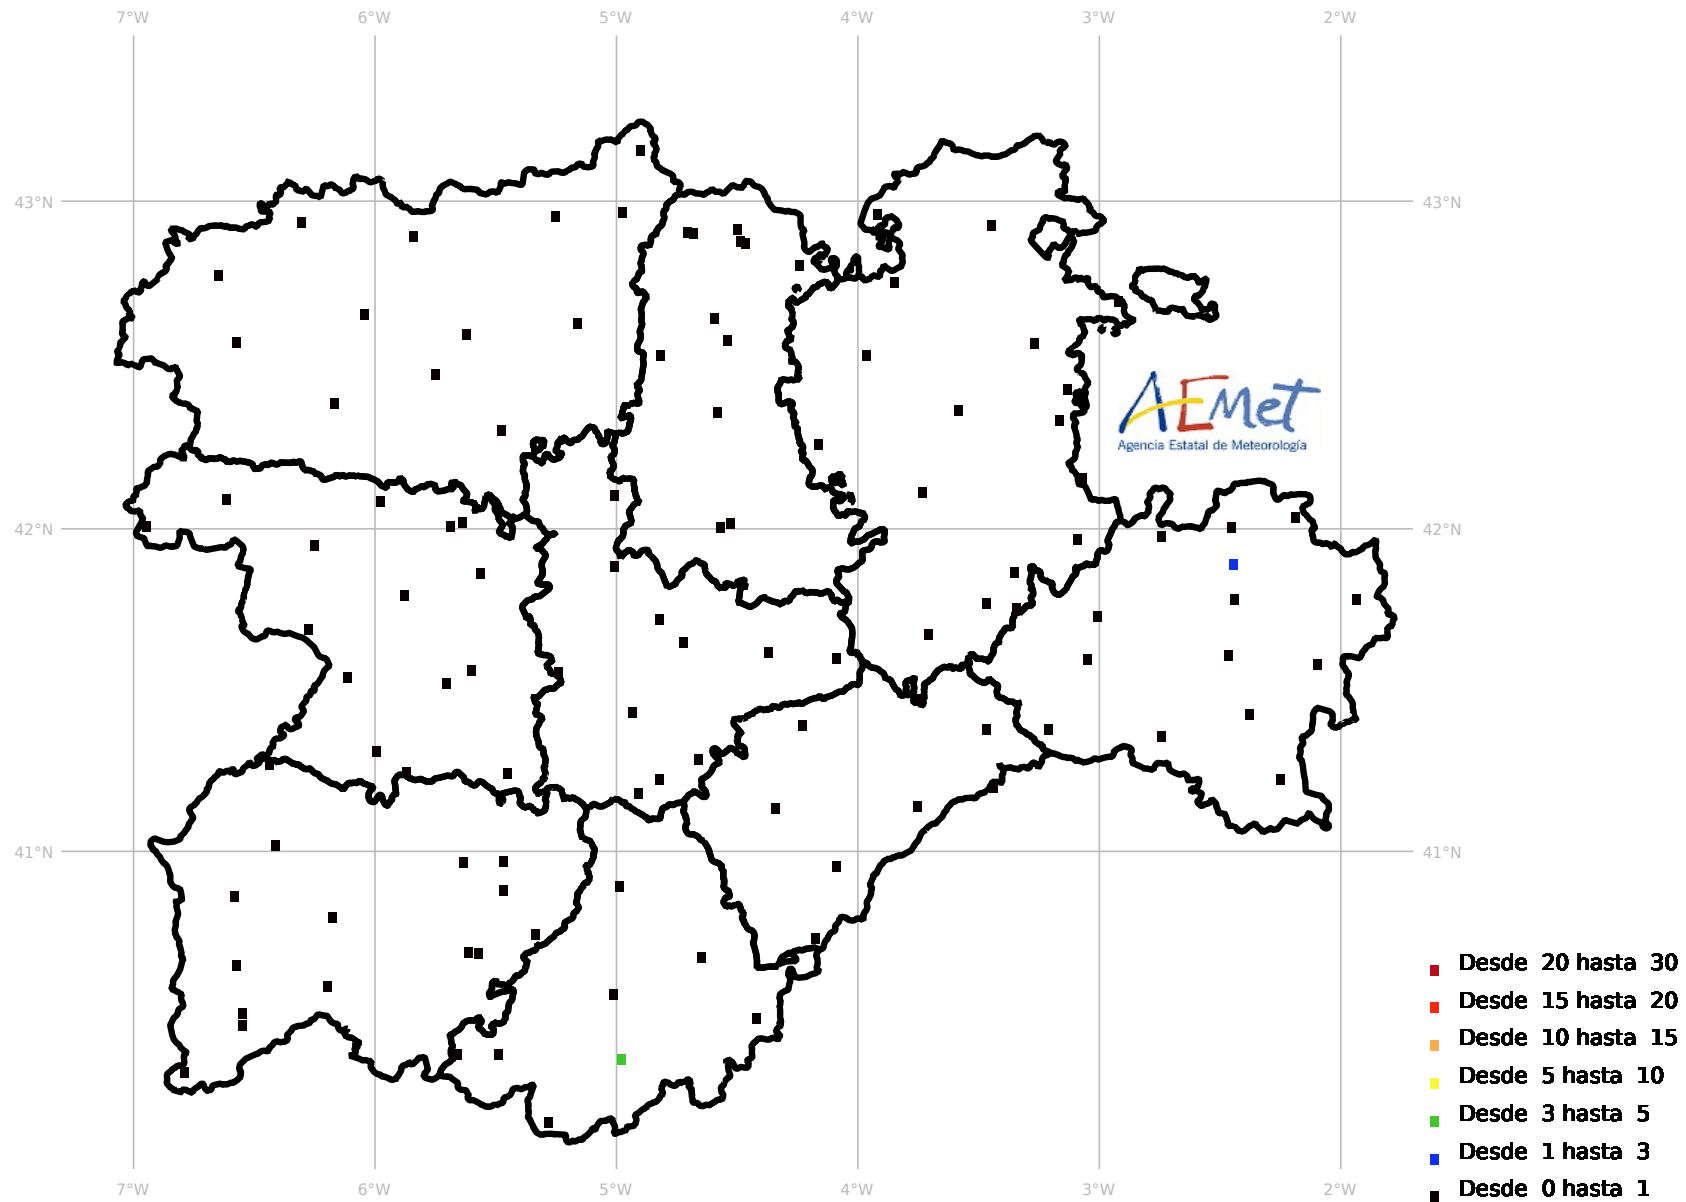 7°W 6°W 5°W 4°W 3°W 2°W
43°N 43°N
AEMet
Agencia Estatal de Meteorología
42°N 42°N
41°N 41°N
Desde 20 hasta 30
Desde 15 hasta 20
Desde 10 hasta 15
Desde 5 hasta 10
Desde 3 hasta 5
Desde 1 hasta 3
Desde 0 hasta 1
7°W 6°W 5°W 4°W 3°W 2°W